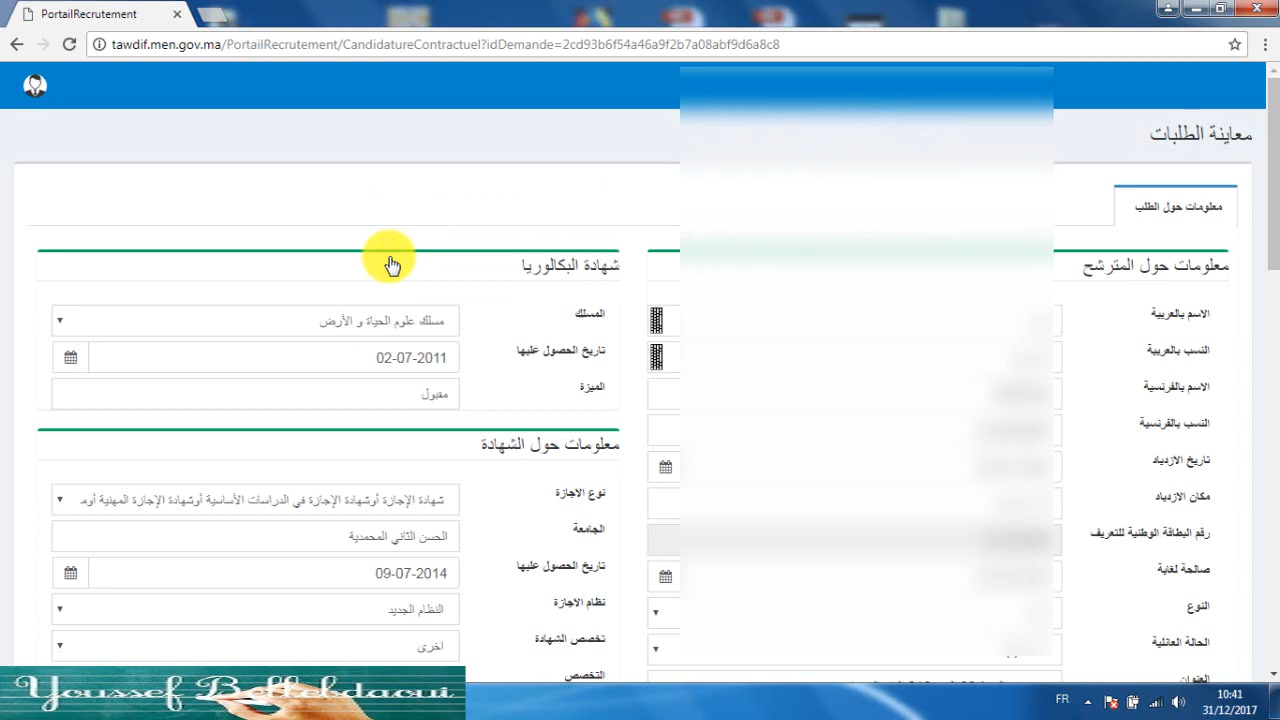 PortailRecrutement
tawdif.men.gov.ma/PortailRecrutement/CandidatureContractuel?idDemande=2cd93b6f54a46a9f2b7a08abf9d6a8c8
معاينة الطلبات
معلومات حول الطلب
معلومات حول المترشح
الاسم بالعربية
النسب بالعربية
الاسم بالفرنسية
النسب بالفرنسية
تاريخ الازدياد
مكان الازدياد
رقم البطاقة الوطنية للتعريف
صالحة لغاية
النوع
الحالة العائلية
العنوان
شهادة البكالوريا
المسلك
مسلك علوم الحياة و الأرض
تاريخ الحصول عليها
02-07-2011
الميزة
مقبول
معلومات حول الشهادة
نوع الاجازة
شهادة الإجازة أوشهادة الإجازة في الدراسات الأساسية أوشهادة الإجازة المهنية أوم
الجامعة
الحسن الثاني المحمدية
تاريخ الحصول عليها
09-07-2014
نظام الاجازة
النظام الجديد
تخصص الشهادة
اخرى
التخصص
Youssef Belhdaoui
FR
10:41
31/12/2017